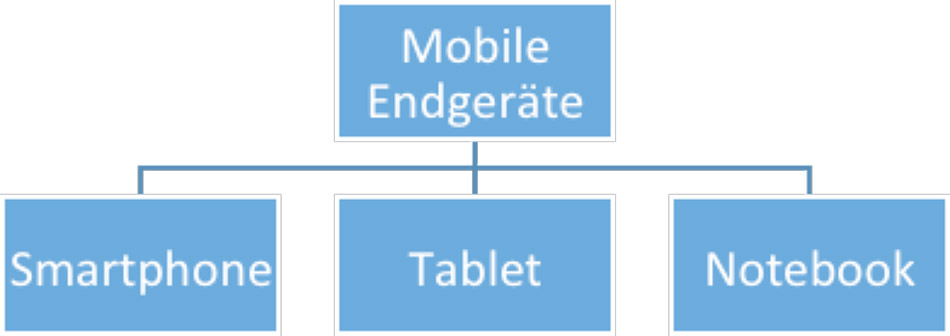 Mobile
Endgeräte
Smartphone
Tablet
Notebook